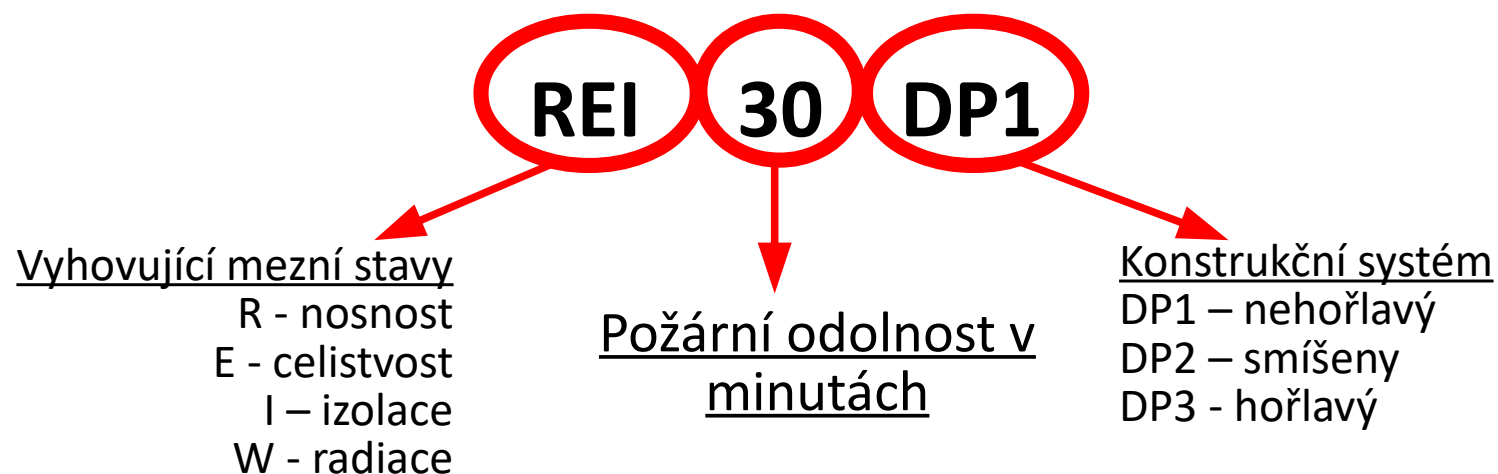 REI 30 DP1
Vyhovující mezní stavy
R - nosnost
E - celistvost
I – izolace
W - radiace
Požární odolnost v
minutách
Konstrukční systém
DP1 – nehořlavý
DP2 – smíšeny
DP3 - hořlavý